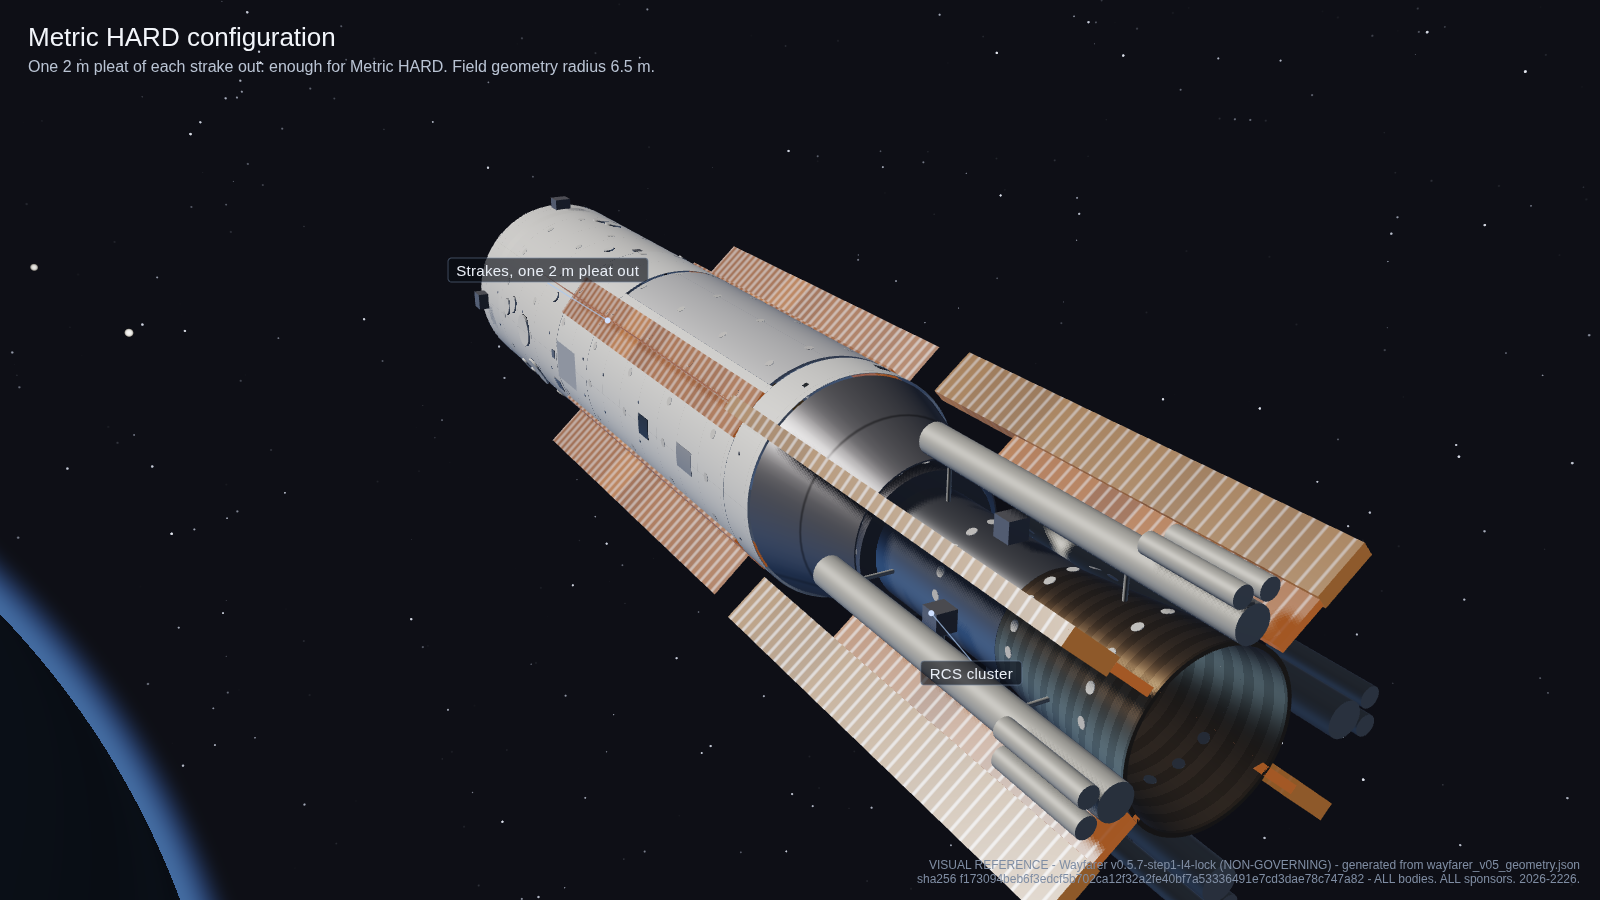 Metric HARD configuration
One 2 m pleat of each strake out: enough for Metric HARD. Field geometry radius 6.5 m.
Strakes, one 2 m pleat out
RCS cluster
VISUAL REFERENCE - Wayfarer v0.5.7-step1-I4-lock (NON-GOVERNING) - generated from wayfarer_v05_geometry.json
sha256 f173094beb6f3edcf5b702ca12f32a2fe40bf7a53336491e7cd3dae78c747a82 - ALL bodies. ALL sponsors. 2026-2226.